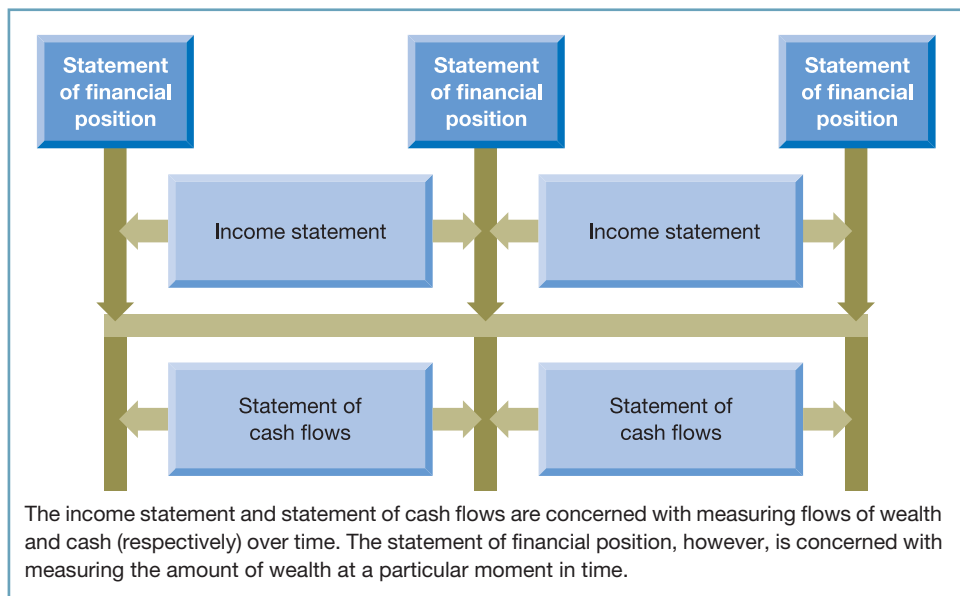 Statement
of financial
position
Statement
of financial
position
Statement
of financial
position
Income statement
Income statement
Statement of
cash flows
Statement of
cash flows
The income statement and statement of cash flows are concerned with measuring flows of wealth
and cash (respectively) over time. The statement of financial position, however, is concerned with
measuring the amount of wealth at a particular moment in time.